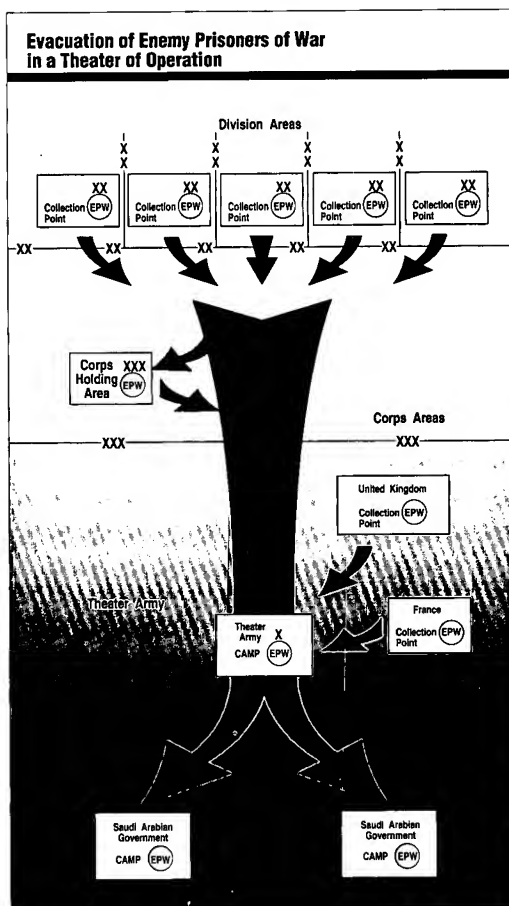 Evacuation of Enemy Prisoners of War
in a Theater of Operation
Division Areas
I I I I
X X X X
X X X X
XX XX XX XX XX
Collection Point EPW
Collection Point EPW
Collection Point EPW
Collection Point EPW
Collection Point EPW
XX XX XX XX XX
Corps XXX
Holding EPW
Area
Corps Areas
XXX XXX
United Kingdom
Collection EPW
Point
Theater Army
France
Collection EPW
Point
Theater
Army X
CAMP EPW
Saudi Arabian
Government
CAMP EPW
Saudi Arabian
Government
CAMP EPW